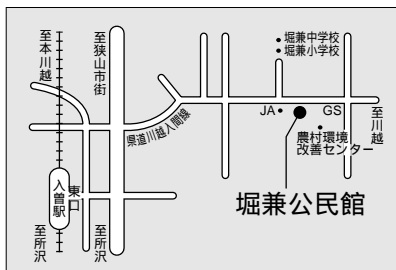 至本川越
至狭山市街
堀兼中学校
堀兼小学校
県道川越入間線
JA
GS
至川越
農村環境
改善センター
入曽駅
東口
堀兼公民館
至所沢
至所沢